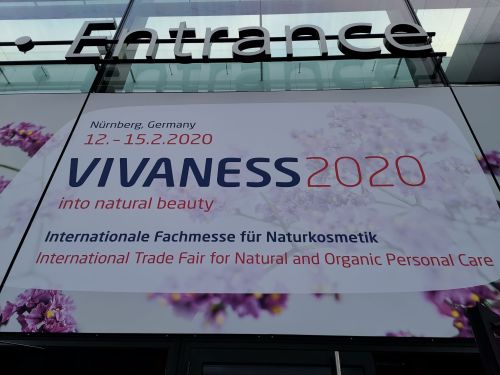 Entrance
Nürnberg, Germany
12. – 15.2.2020
VIVANESS2020
into natural beauty
Internationale Fachmesse für Naturkosmetik
International Trade Fair for Natural and Organic Personal Care